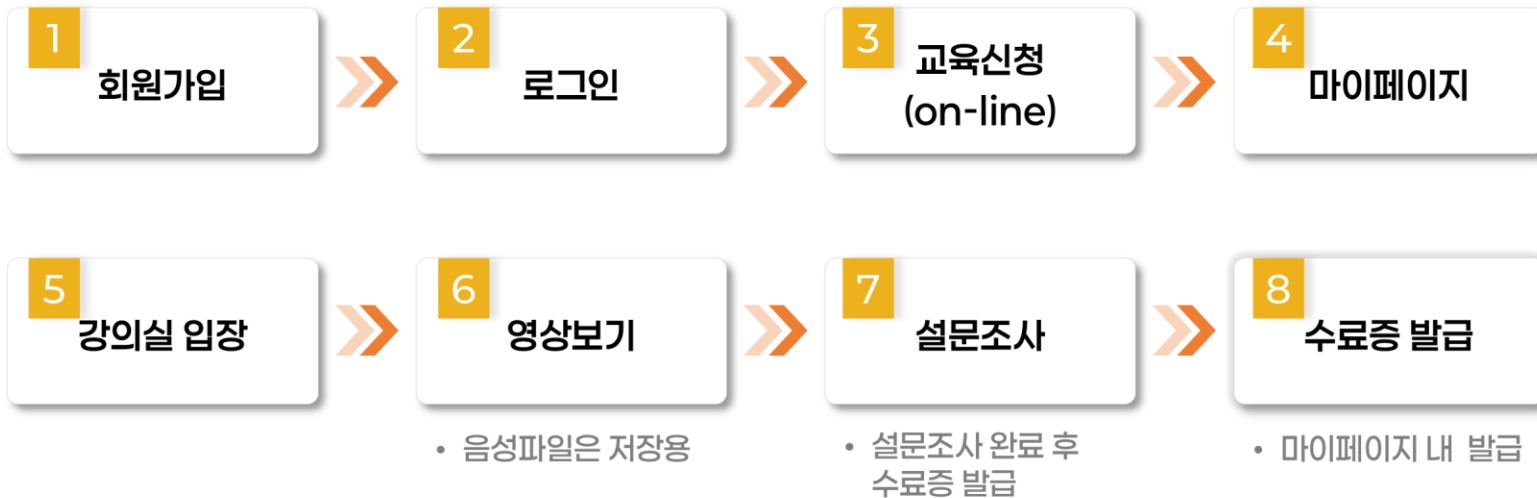 1
회원가입
2
로그인
3
교육신청
(on-line)
4
마이페이지
5
강의실 입장
6
영상보기
• 음성파일은 저장용
7
설문조사
• 설문조사 완료 후
수료증 발급
8
수료증 발급
• 마이페이지 내 발급